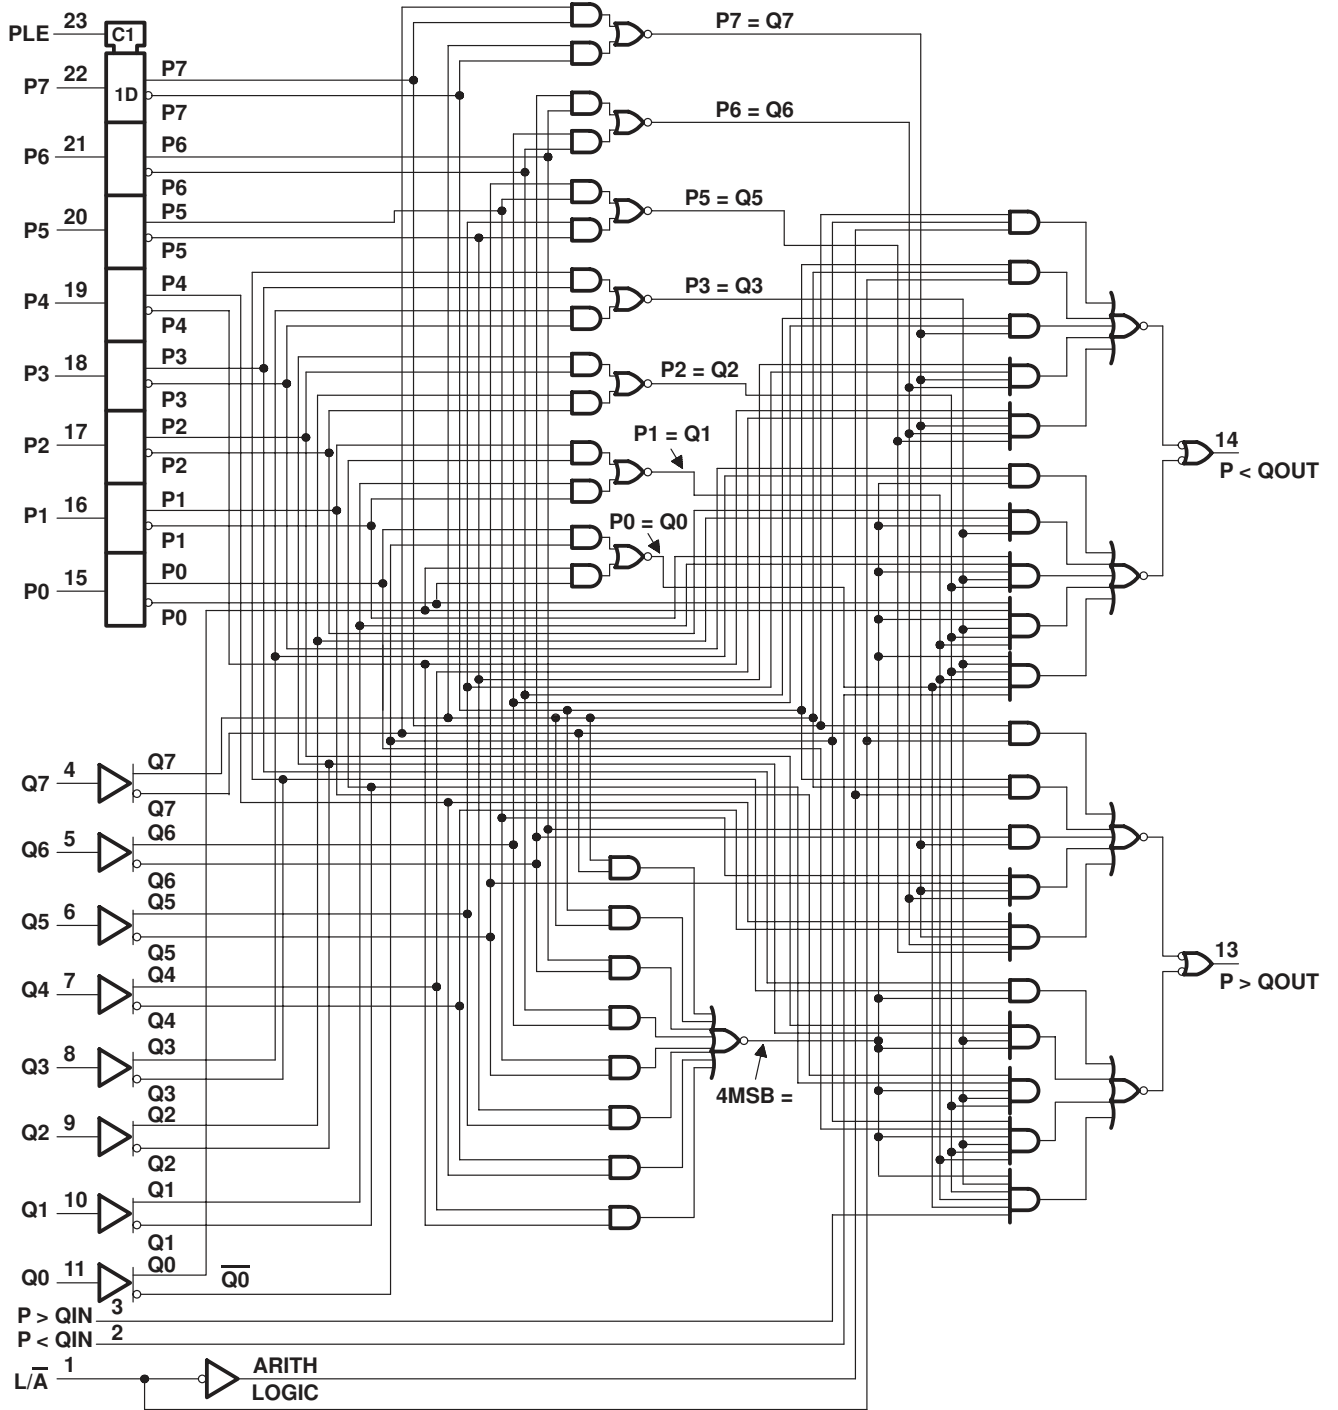 PLE 23 C1
P7 = Q7
P7 22 1D P7
P7
P6 = Q6
P6 21 P6
P6
P5 = Q5
P5 20 P5
P5
P3 = Q3
P4 19 P4
P4
P2 = Q2
P3 18 P3
P3
P1 = Q1
P2 17 P2
P2
14
P < QOUT
P1 16 P1
P1
P0 = Q0
P0 15 P0
P0
Q7 4 Q7
Q7
Q6 5 Q6
Q6
Q5 6 Q5
Q5
13
P > QOUT
Q4 7 Q4
Q4
Q3 8 Q3
Q3
4MSB =
Q2 9 Q2
Q2
Q1 10 Q1
Q1
Q0 11 Q0 Q̅0̅
P > QIN 3
P < QIN 2
L/A̅ 1 ARITH
LOGIC